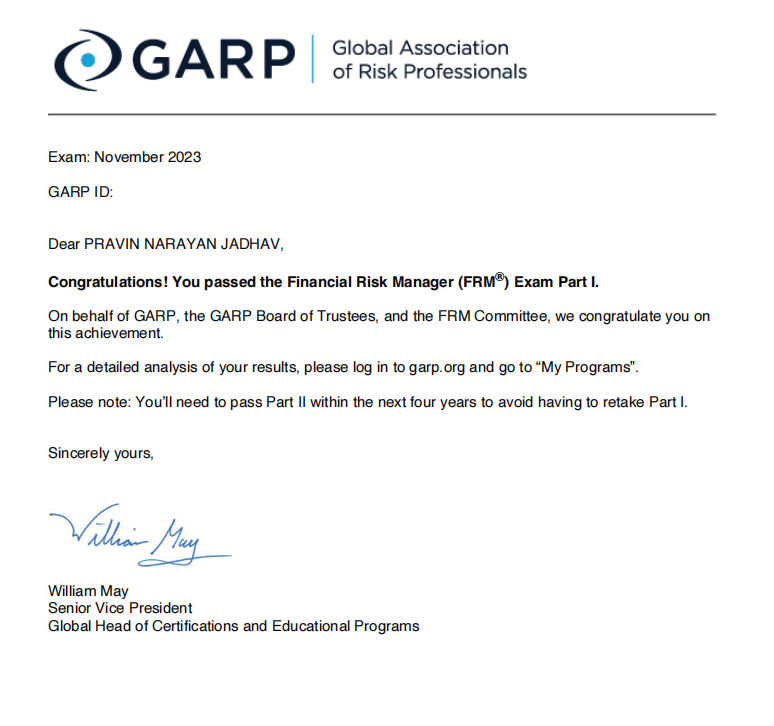 GARP
Global Association
of Risk Professionals
Exam: November 2023
GARP ID:
Dear PRAVIN NARAYAN JADHAV,
Congratulations! You passed the Financial Risk Manager (FRM®) Exam Part I.
On behalf of GARP, the GARP Board of Trustees, and the FRM Committee, we congratulate you on
this achievement.
For a detailed analysis of your results, please log in to garp.org and go to “My Programs”.
Please note: You’ll need to pass Part II within the next four years to avoid having to retake Part I.
Sincerely yours,
William May
William May
Senior Vice President
Global Head of Certifications and Educational Programs